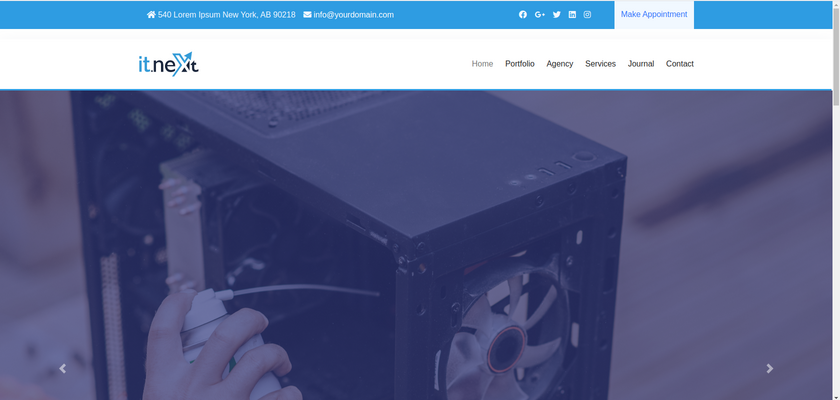 540 Lorem Ipsum New York, AB 90218 info@yourdomain.com Make Appointment
it.next Home Portfolio Agency Services Journal Contact